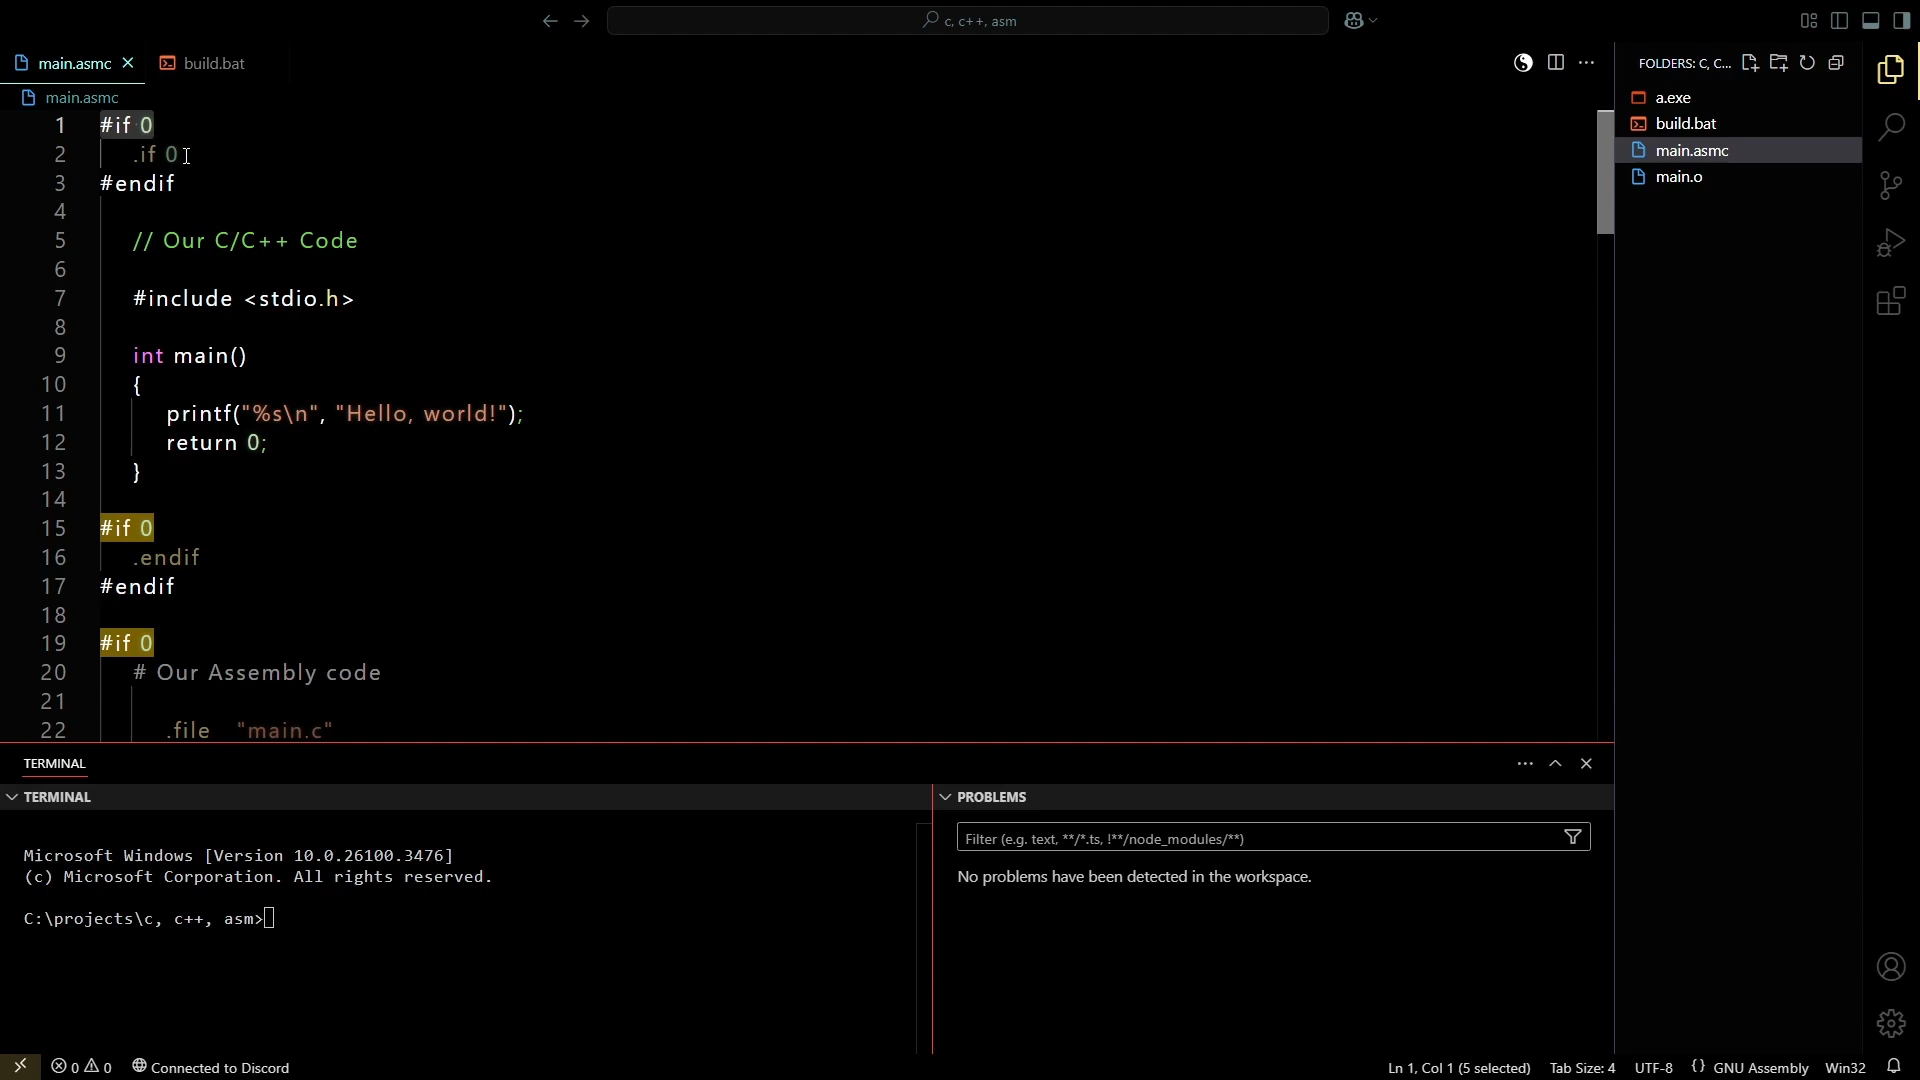 c, c++, asm
main.asmc
build.bat
main.asmc
1 #if 0
2 .if 0
3 #endif
4
5 // Our C/C++ Code
6
7 #include <stdio.h>
8
9 int main()
10 {
11 printf("%s\n", "Hello, world!");
12 return 0;
13 }
14
15 #if 0
16 .endif
17 #endif
18
19 #if 0
20 # Our Assembly code
21
22 .file "main.c"
FOLDERS: C, C...
a.exe
build.bat
main.asmc
main.o
TERMINAL
TERMINAL
Microsoft Windows [Version 10.0.26100.3476]
(c) Microsoft Corporation. All rights reserved.
C:\projects\c, c++, asm>
PROBLEMS
Filter (e.g. text, **/*.ts, !**/node_modules/**)
No problems have been detected in the workspace.
0 0 Connected to Discord
Ln 1, Col 1 (5 selected) Tab Size: 4 UTF-8 {} GNU Assembly Win32